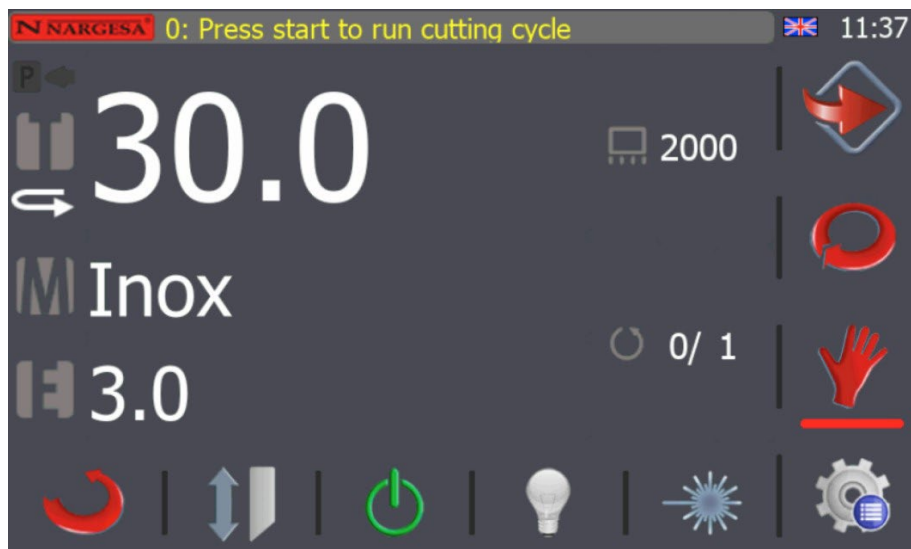 N NARGESA® 0: Press start to run cutting cycle 11:37
P
T 30.0 2000
M Inox
0/ 1
E 3.0